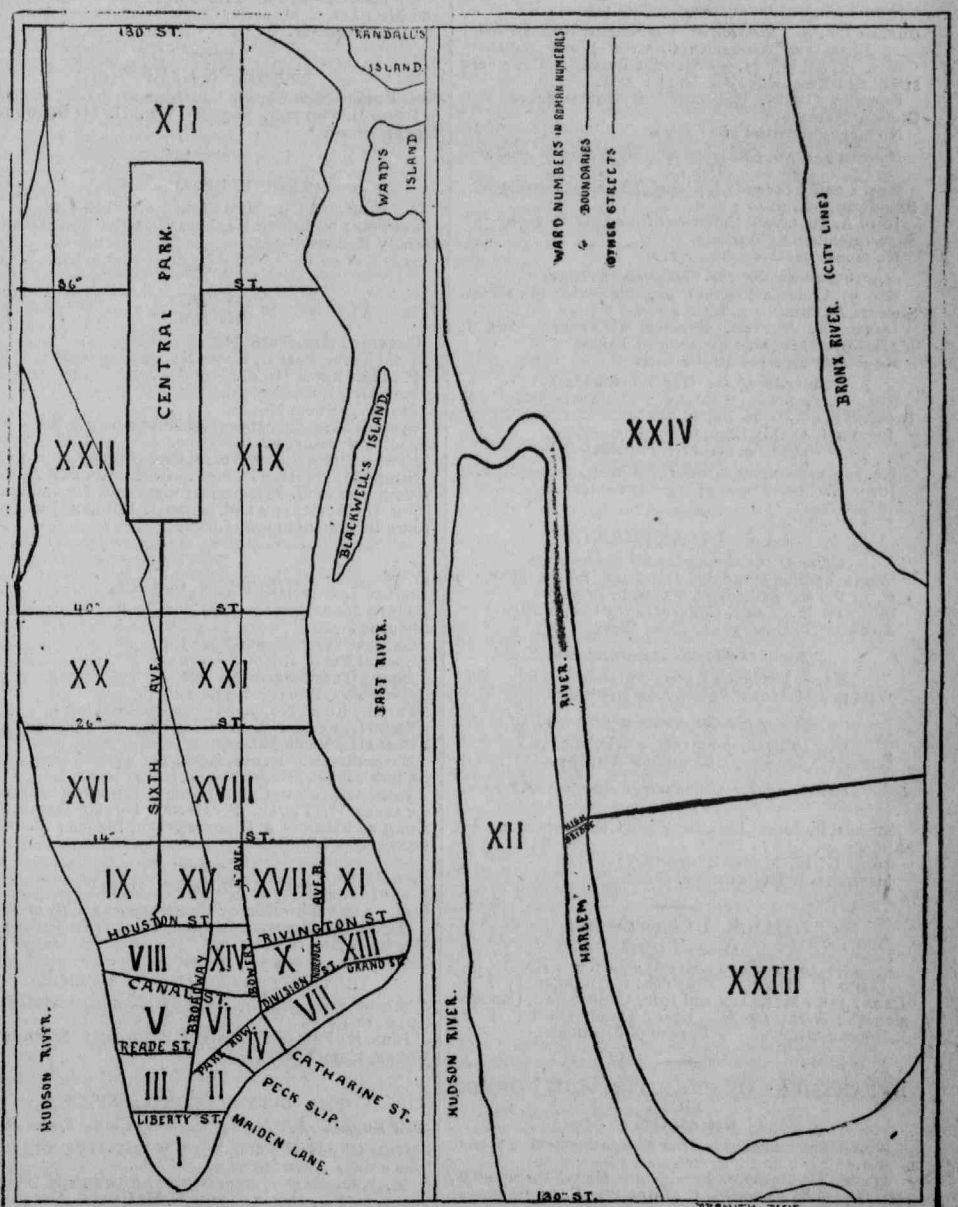 130TH ST.
RANDALL'S
ISLAND
XII
WARD'S
ISLAND
CENTRAL PARK.
86TH ST.
XXII
XIX
BLACKWELL'S ISLAND
40TH ST.
XX
SIXTH AVE
XXI
EAST RIVER.
26TH ST.
XVI
XVIII
14TH ST.
IX
XV
4TH AVE.
XVII
AVE B.
XI
HOUSTON ST.
RIVINGTON ST.
VIII
BROADWAY
XIV
BOWERY
X
NORFOLK
XIII
CANAL ST.
DIVISION ST.
GRAND ST.
V
VI
VII
READE ST.
PARK ROW.
IV
III
II
CATHARINE ST.
PECK SLIP
LIBERTY ST.
MAIDEN LANE.
I
HUDSON RIVER.
WARD NUMBERS IN ROMAN NUMERALS
" BOUNDARIES
OTHER STREETS
BRONX RIVER. (CITY LINE)
XXIV
HARLEM RIVER.
XII
HIGH
BRIDGE
XXIII
HUDSON RIVER.
130TH ST.